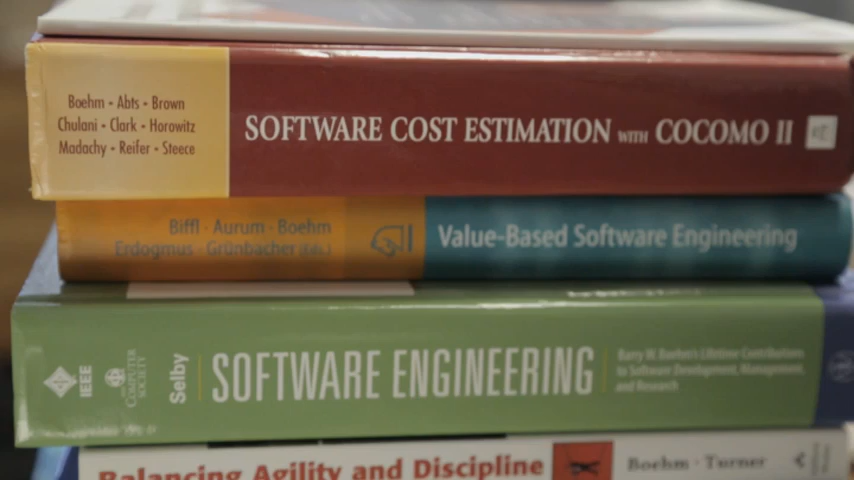 Boehm • Abts • Brown
Chulani • Clark • Horowitz
Madachy • Reifer • Steece
SOFTWARE COST ESTIMATION WITH COCOMO II
Biffl · Aurum · Boehm
Erdogmus · Grünbacher (Eds.)
Value-Based Software Engineering
IEEE
COMPUTER
SOCIETY
Selby
SOFTWARE ENGINEERING
Barry W. Boehm's Lifetime Contributions
to Software Development, Management,
and Research
Balancing Agility and Discipline
Boehm · Turner